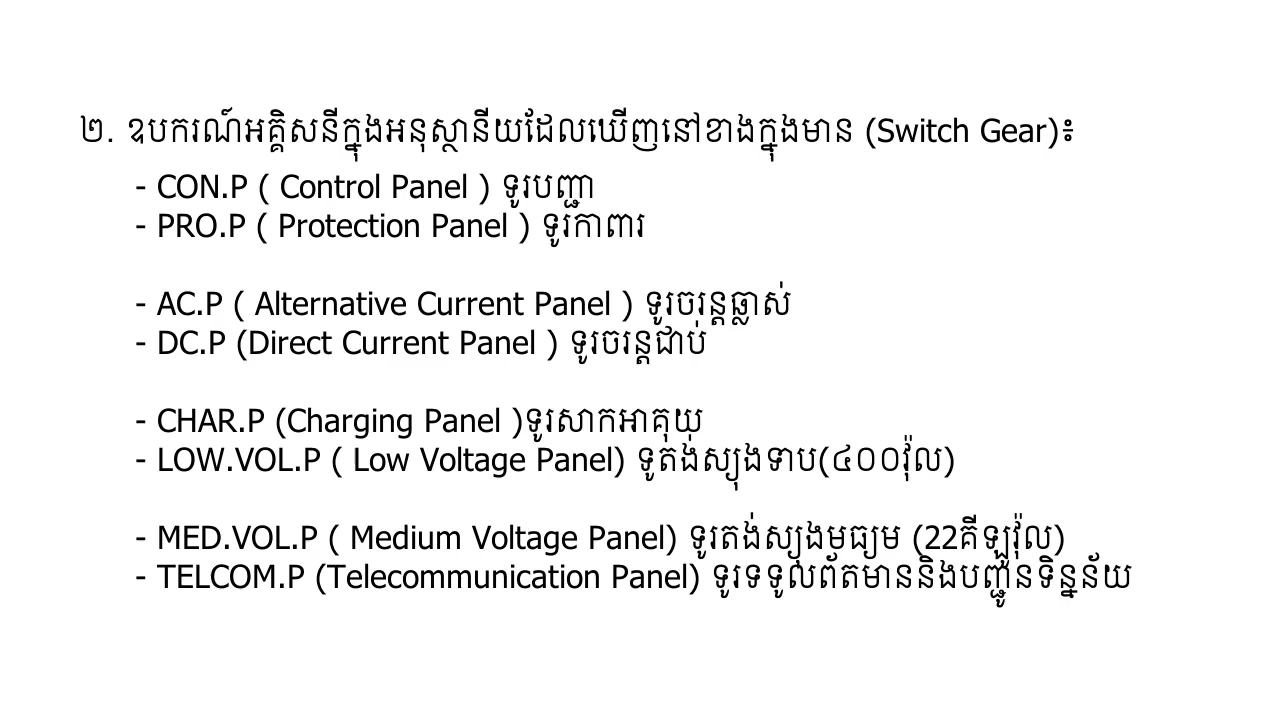 ២. ឧបករណ៍អគ្គិសនីក្នុងអនុស្ថានីយដែលឃើញនៅខាងក្នុងមាន (Switch Gear)៖
- CON.P ( Control Panel ) ទូរបញ្ជា
- PRO.P ( Protection Panel ) ទូរកាពារ
- AC.P ( Alternative Current Panel ) ទូរចរន្តឆ្លាស់
- DC.P (Direct Current Panel ) ទូរចរន្តជាប់
- CHAR.P (Charging Panel )ទូរសាកអាគុយ
- LOW.VOL.P ( Low Voltage Panel) ទូតង់ស្យុងទាប(៤០០វ៉ុល)
- MED.VOL.P ( Medium Voltage Panel) ទូរតង់ស្យុងមធ្យម (22គីឡូវ៉ុល)
- TELCOM.P (Telecommunication Panel) ទូរទទូលព័តមាននិងបញ្ជូនទិន្នន័យ